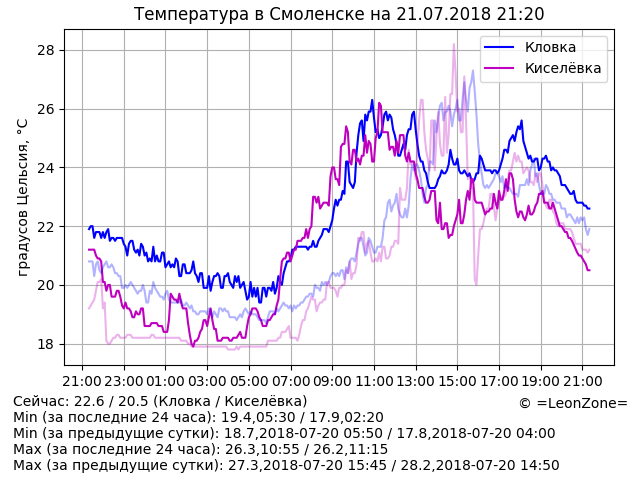 Температура в Смоленске на 21.07.2018 21:20
градусов Цельсия, °C
28
26
24
22
20
18
Кловка
Киселёвка
21:00 23:00 01:00 03:00 05:00 07:00 09:00 11:00 13:00 15:00 17:00 19:00 21:00
Сейчас: 22.6 / 20.5 (Кловка / Киселёвка)
© =LeonZone=
Min (за последние 24 часа): 19.4,05:30 / 17.9,02:20
Min (за предыдущие сутки): 18.7,2018-07-20 05:50 / 17.8,2018-07-20 04:00
Max (за последние 24 часа): 26.3,10:55 / 26.2,11:15
Max (за предыдущие сутки): 27.3,2018-07-20 15:45 / 28.2,2018-07-20 14:50